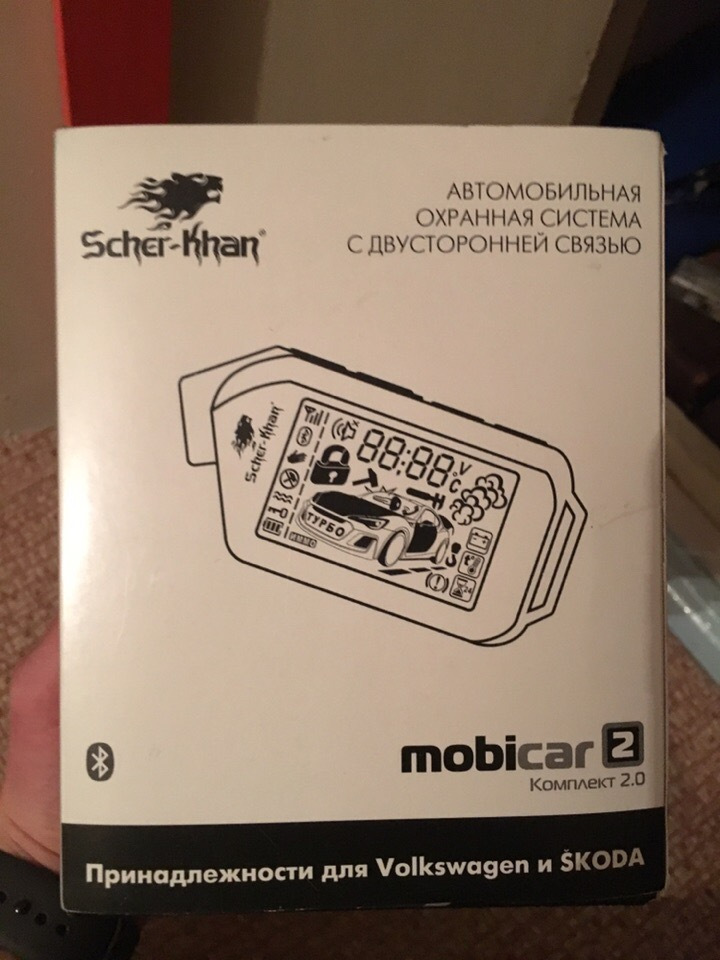 Scher-Khan®
АВТОМОБИЛЬНАЯ
ОХРАННАЯ СИСТЕМА
С ДВУСТОРОННЕЙ СВЯЗЬЮ
Scher-Khan®
88:88
V
°C
ТУРБО
ИММО
mobicar 2
Комплект 2.0
Принадлежности для Volkswagen и ŠKODA